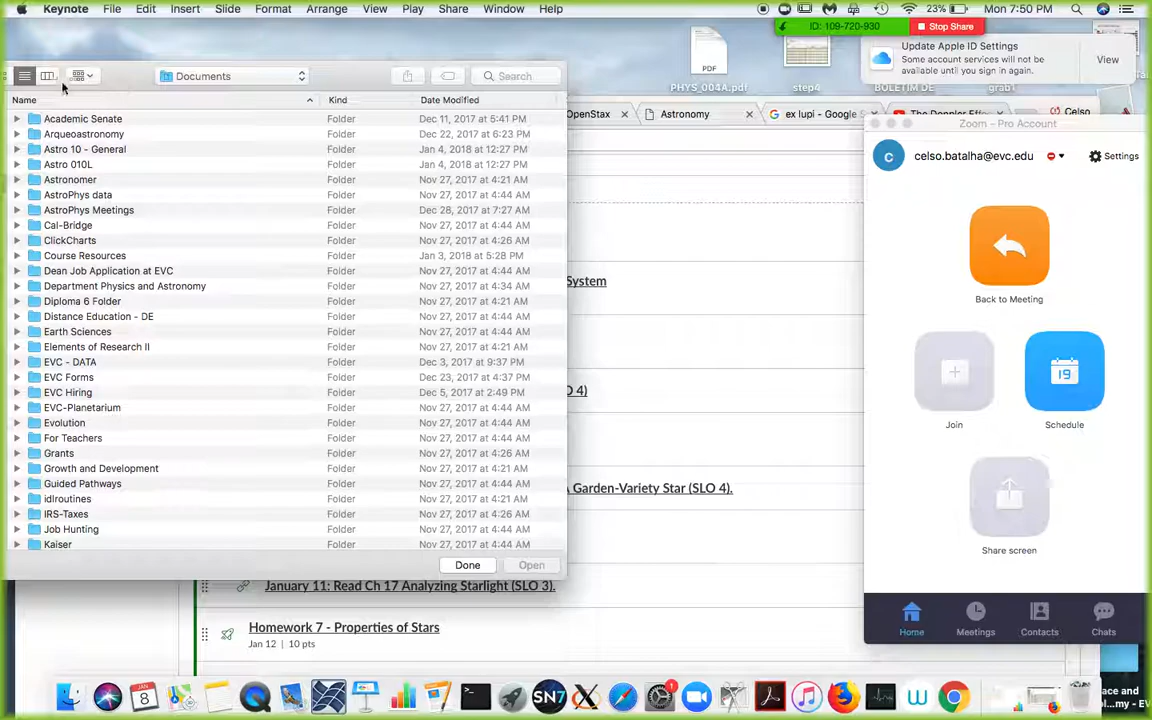 Keynote File Edit Insert Slide Format Arrange View Play Share Window Help 23% Mon 7:50 PM
ID: 109-720-930 Stop Share
Update Apple ID Settings
Some account services will not be
available until you sign in again.
View
PDF
PHYS_004A.pdf step4 BOLETIM DE grab1
Documents Search
OpenStax Astronomy ex lupi - Google The Doppler Celso
Zoom - Pro Account
c celso.batalha@evc.edu Settings
Name Kind Date Modified
Academic Senate Folder Dec 11, 2017 at 5:41 PM
Arqueoastronomy Folder Dec 22, 2017 at 6:23 PM
Astro 10 - General Folder Jan 4, 2018 at 12:27 PM
Astro 010L Folder Jan 4, 2018 at 12:27 PM
Astronomer Folder Nov 27, 2017 at 4:21 AM
AstroPhys data Folder Nov 27, 2017 at 4:44 AM
AstroPhys Meetings Folder Dec 28, 2017 at 7:27 AM
Cal-Bridge Folder Nov 27, 2017 at 4:44 AM
ClickCharts Folder Nov 27, 2017 at 4:26 AM
Course Resources Folder Jan 3, 2018 at 5:28 PM
Dean Job Application at EVC Folder Nov 27, 2017 at 4:44 AM
Department Physics and Astronomy Folder Nov 27, 2017 at 4:34 AM
Diploma 6 Folder Folder Nov 27, 2017 at 4:21 AM
Distance Education - DE Folder Nov 27, 2017 at 4:44 AM
Earth Sciences Folder Nov 27, 2017 at 4:44 AM
Elements of Research II Folder Nov 27, 2017 at 4:21 AM
EVC - DATA Folder Dec 3, 2017 at 9:37 PM
EVC Forms Folder Dec 23, 2017 at 4:37 PM
EVC Hiring Folder Dec 5, 2017 at 2:49 PM
EVC-Planetarium Folder Nov 27, 2017 at 4:44 AM
Evolution Folder Nov 27, 2017 at 4:44 AM
For Teachers Folder Nov 27, 2017 at 4:44 AM
Grants Folder Nov 27, 2017 at 4:26 AM
Growth and Development Folder Nov 27, 2017 at 4:21 AM
Guided Pathways Folder Nov 27, 2017 at 4:44 AM
idlroutines Folder Nov 27, 2017 at 4:21 AM
IRS-Taxes Folder Nov 27, 2017 at 4:26 AM
Job Hunting Folder Nov 27, 2017 at 4:44 AM
Kaiser Folder Nov 27, 2017 at 4:44 AM
Done Open
System
O 4)
Garden-Variety Star (SLO 4).
January 11: Read Ch 17 Analyzing Starlight (SLO 3).
Homework 7 - Properties of Stars
Jan 12 | 10 pts
Back to Meeting
Join
19
Schedule
Share screen
Home Meetings Contacts Chats
JAN
8
SN7
1
W
ace and
ol...my - EV